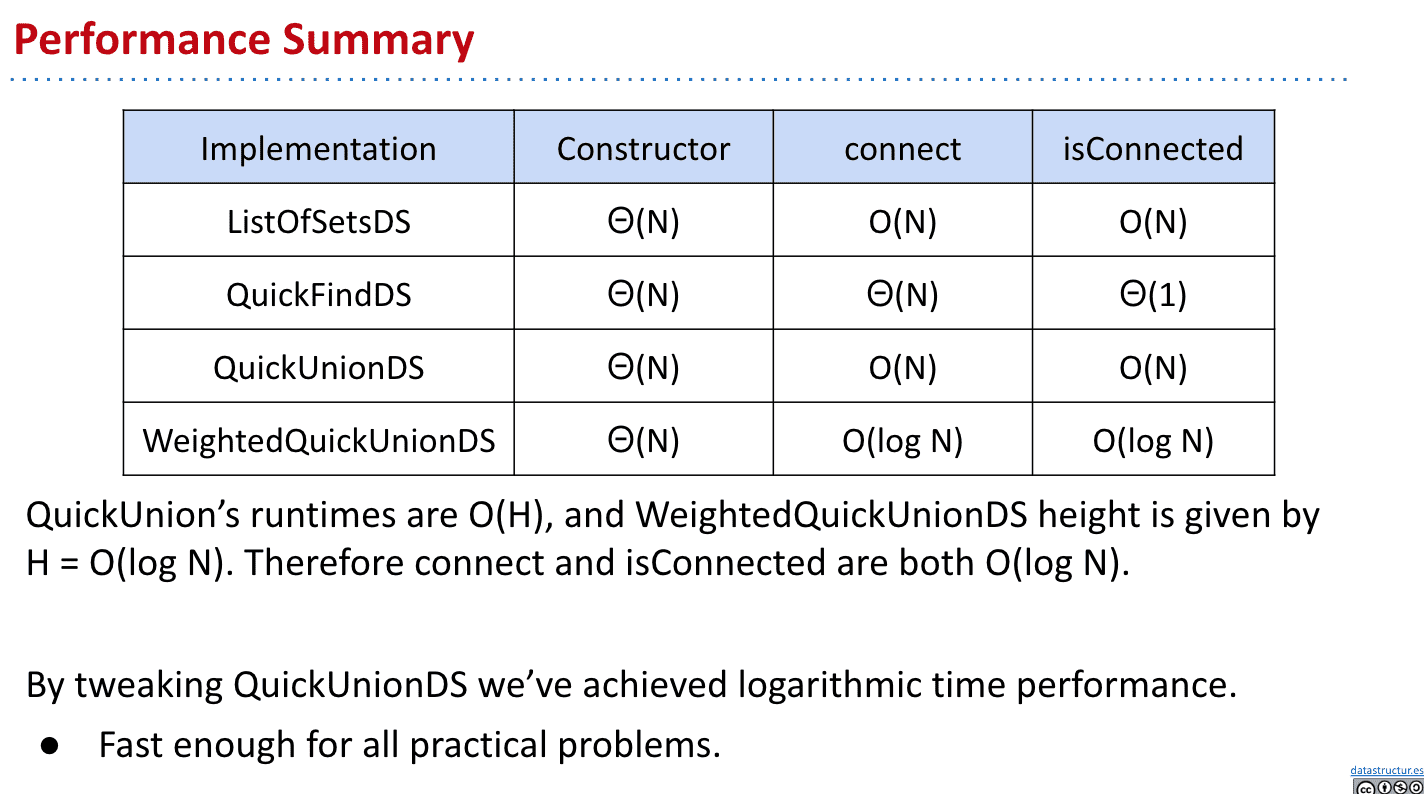 Performance Summary
Implementation Constructor connect isConnected
ListOfSetsDS Θ(N) O(N) O(N)
QuickFindDS Θ(N) Θ(N) Θ(1)
QuickUnionDS Θ(N) O(N) O(N)
WeightedQuickUnionDS Θ(N) O(log N) O(log N)
QuickUnion’s runtimes are O(H), and WeightedQuickUnionDS height is given by
H = O(log N). Therefore connect and isConnected are both O(log N).
By tweaking QuickUnionDS we’ve achieved logarithmic time performance.
● Fast enough for all practical problems.
datastructur.es
cc